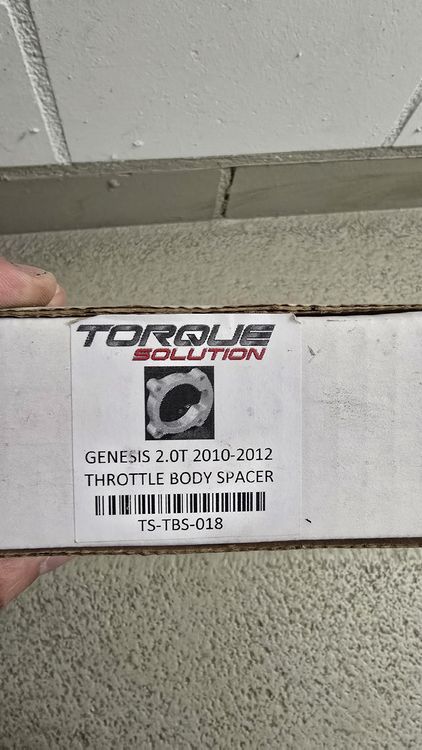 TORQUE
SOLUTION
GENESIS 2.0T 2010-2012
THROTTLE BODY SPACER
TS-TBS-018